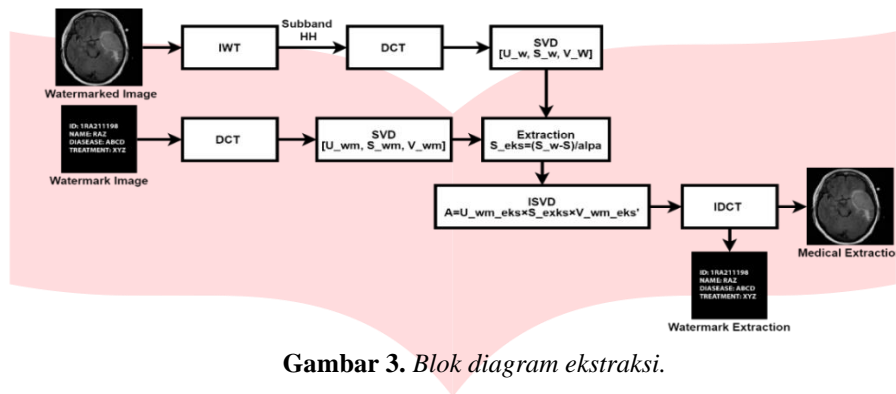 Subband
HH
IWT
DCT
SVD
[U_w, S_w, V_W]
Watermarked Image
ID: 1RA211198
NAME: RAZ
DIASEASE: ABCD
TREATMENT: XYZ
Watermark Image
DCT
SVD
[U_wm, S_wm, V_wm]
Extraction
S_eks=(S_w-S)/alpa
ISVD
A=U_wm_eks×S_exks×V_wm_eks'
IDCT
Medical Extraction
ID: 1RA211198
NAME: RAZ
DIASEASE: ABCD
TREATMENT: XYZ
Watermark Extraction
Gambar 3. Blok diagram ekstraksi.